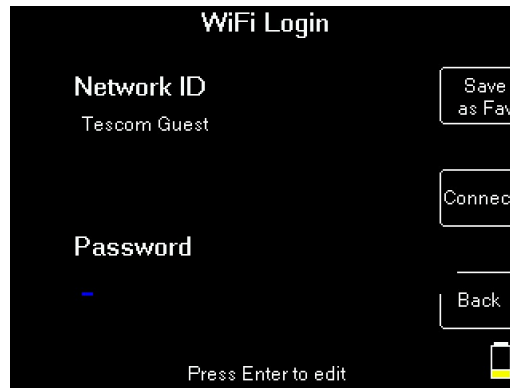 WiFi Login
Network ID
Tescom Guest
Save
as Fav
Connec
Password
Back
Press Enter to edit